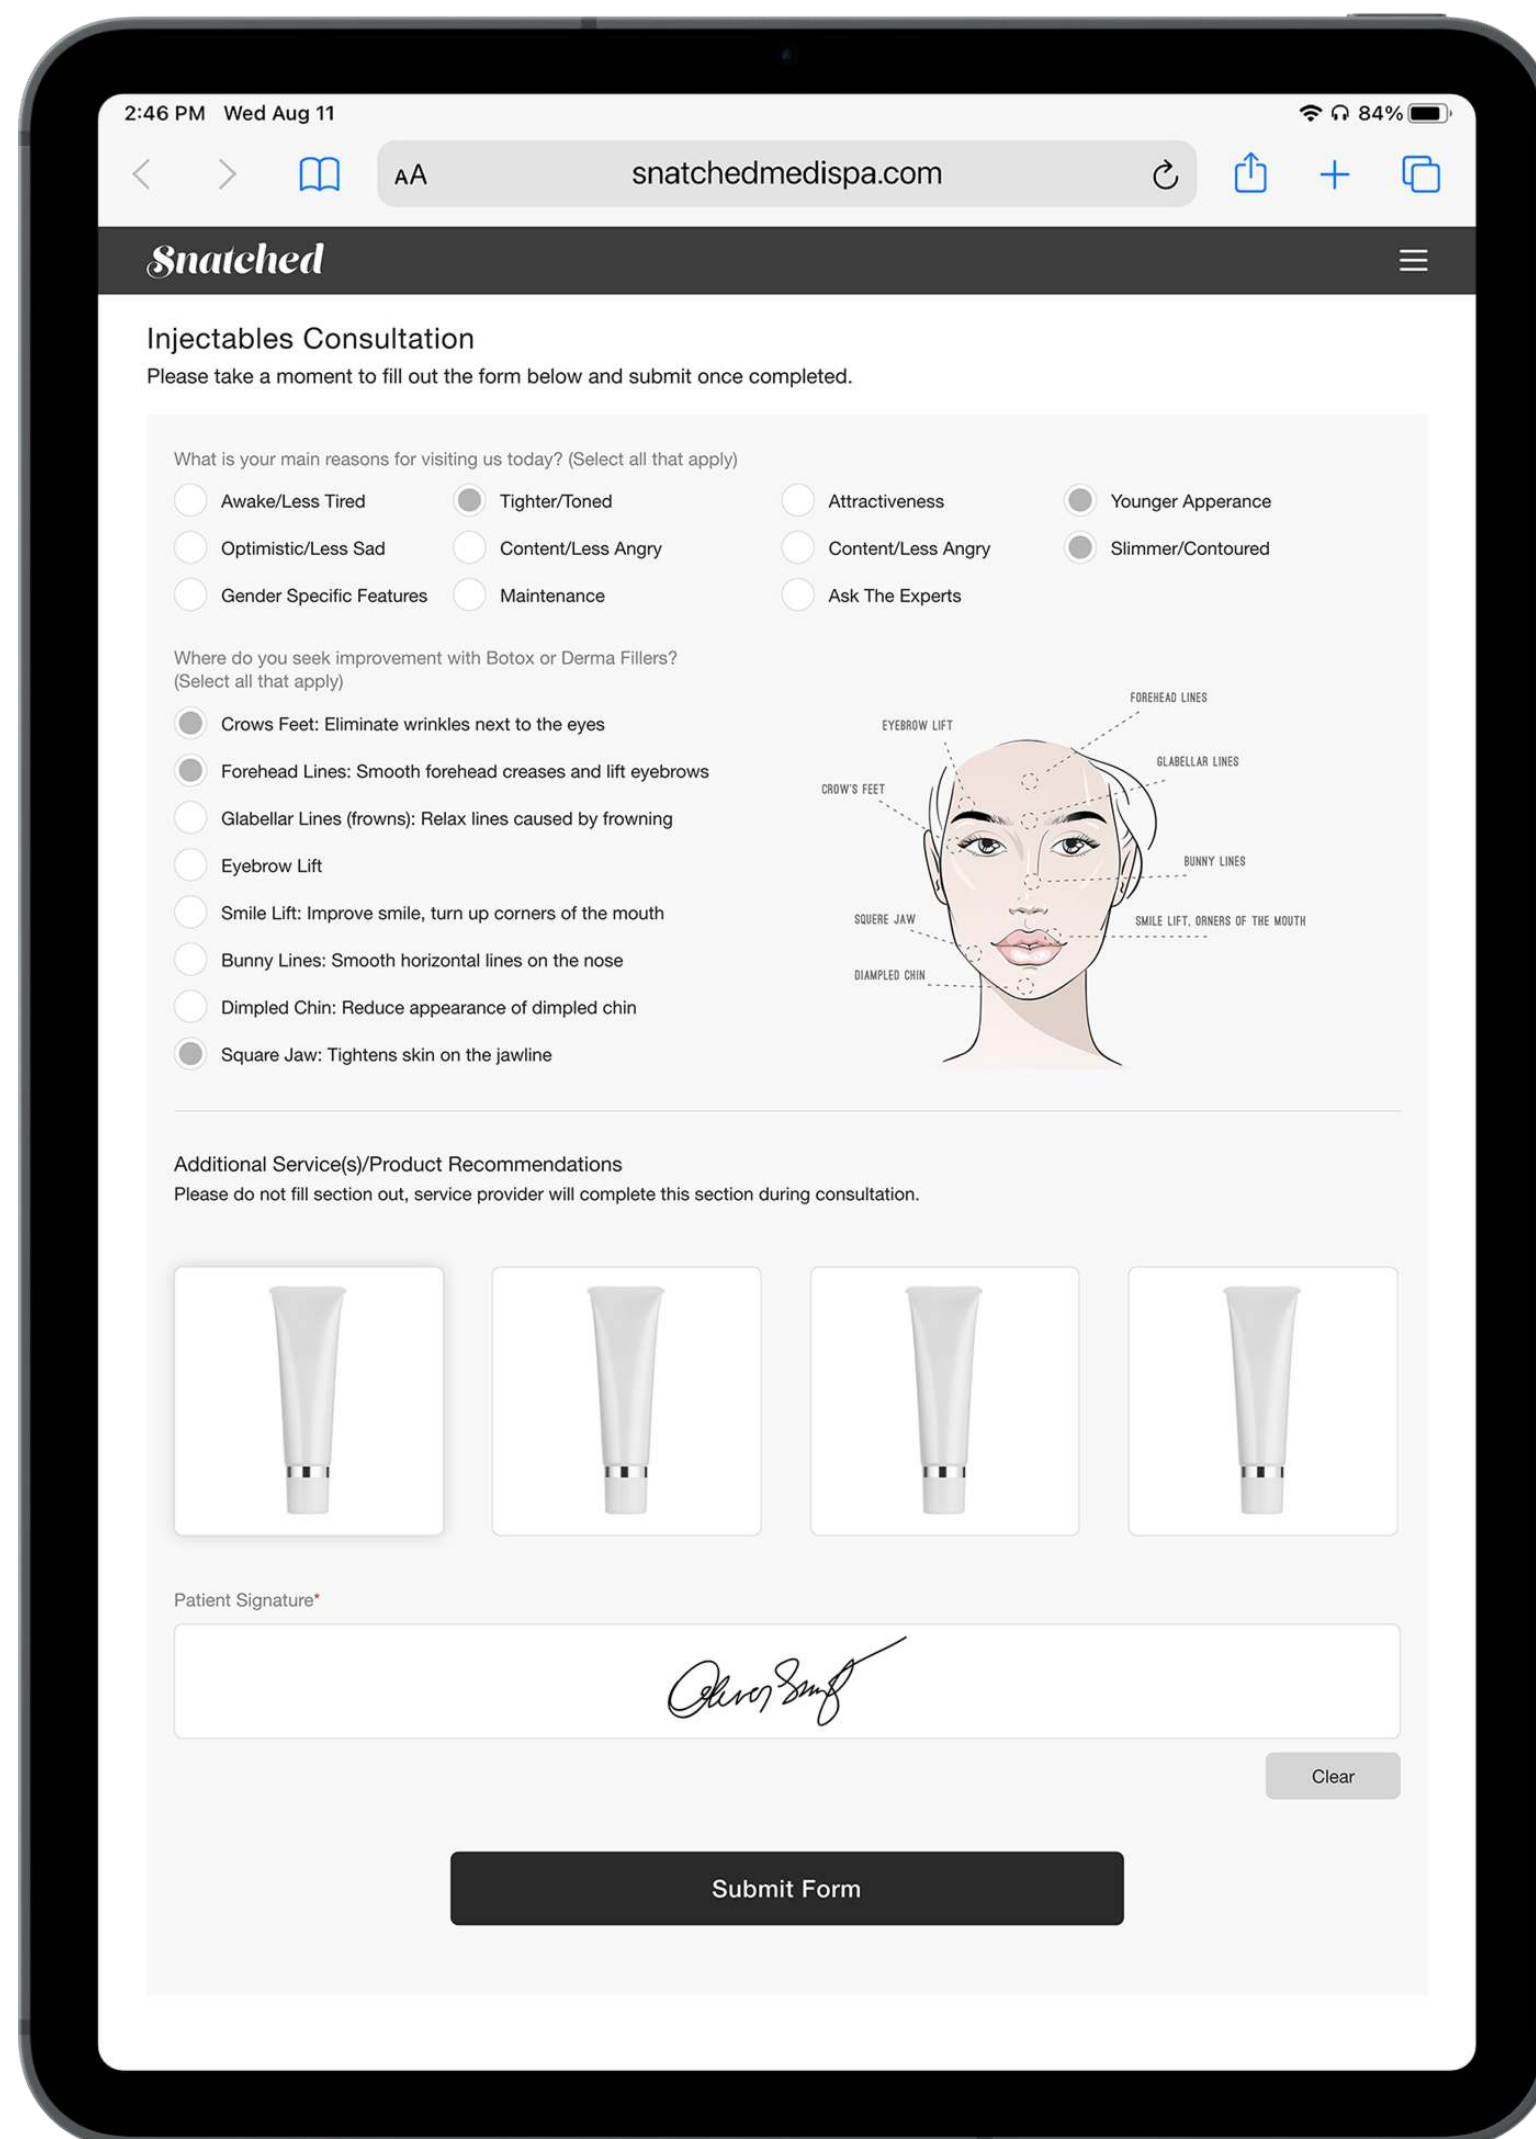 2:46 PM Wed Aug 11 84%
AA snatchedmedispa.com
Snatched
Injectables Consultation
Please take a moment to fill out the form below and submit once completed.
What is your main reasons for visiting us today? (Select all that apply)
Awake/Less Tired Tighter/Toned Attractiveness Younger Apperance
Optimistic/Less Sad Content/Less Angry Content/Less Angry Slimmer/Contoured
Gender Specific Features Maintenance Ask The Experts
Where do you seek improvement with Botox or Derma Fillers?
(Select all that apply)
Crows Feet: Eliminate wrinkles next to the eyes
Forehead Lines: Smooth forehead creases and lift eyebrows
Glabellar Lines (frowns): Relax lines caused by frowning
Eyebrow Lift
Smile Lift: Improve smile, turn up corners of the mouth
Bunny Lines: Smooth horizontal lines on the nose
Dimpled Chin: Reduce appearance of dimpled chin
Square Jaw: Tightens skin on the jawline
FOREHEAD LINES
EYEBROW LIFT
GLABELLAR LINES
CROW'S FEET
BUNNY LINES
SQUERE JAW
SMILE LIFT, ORNERS OF THE MOUTH
DIAMPLED CHIN
Additional Service(s)/Product Recommendations
Please do not fill section out, service provider will complete this section during consultation.
Patient Signature*
Clear
Submit Form